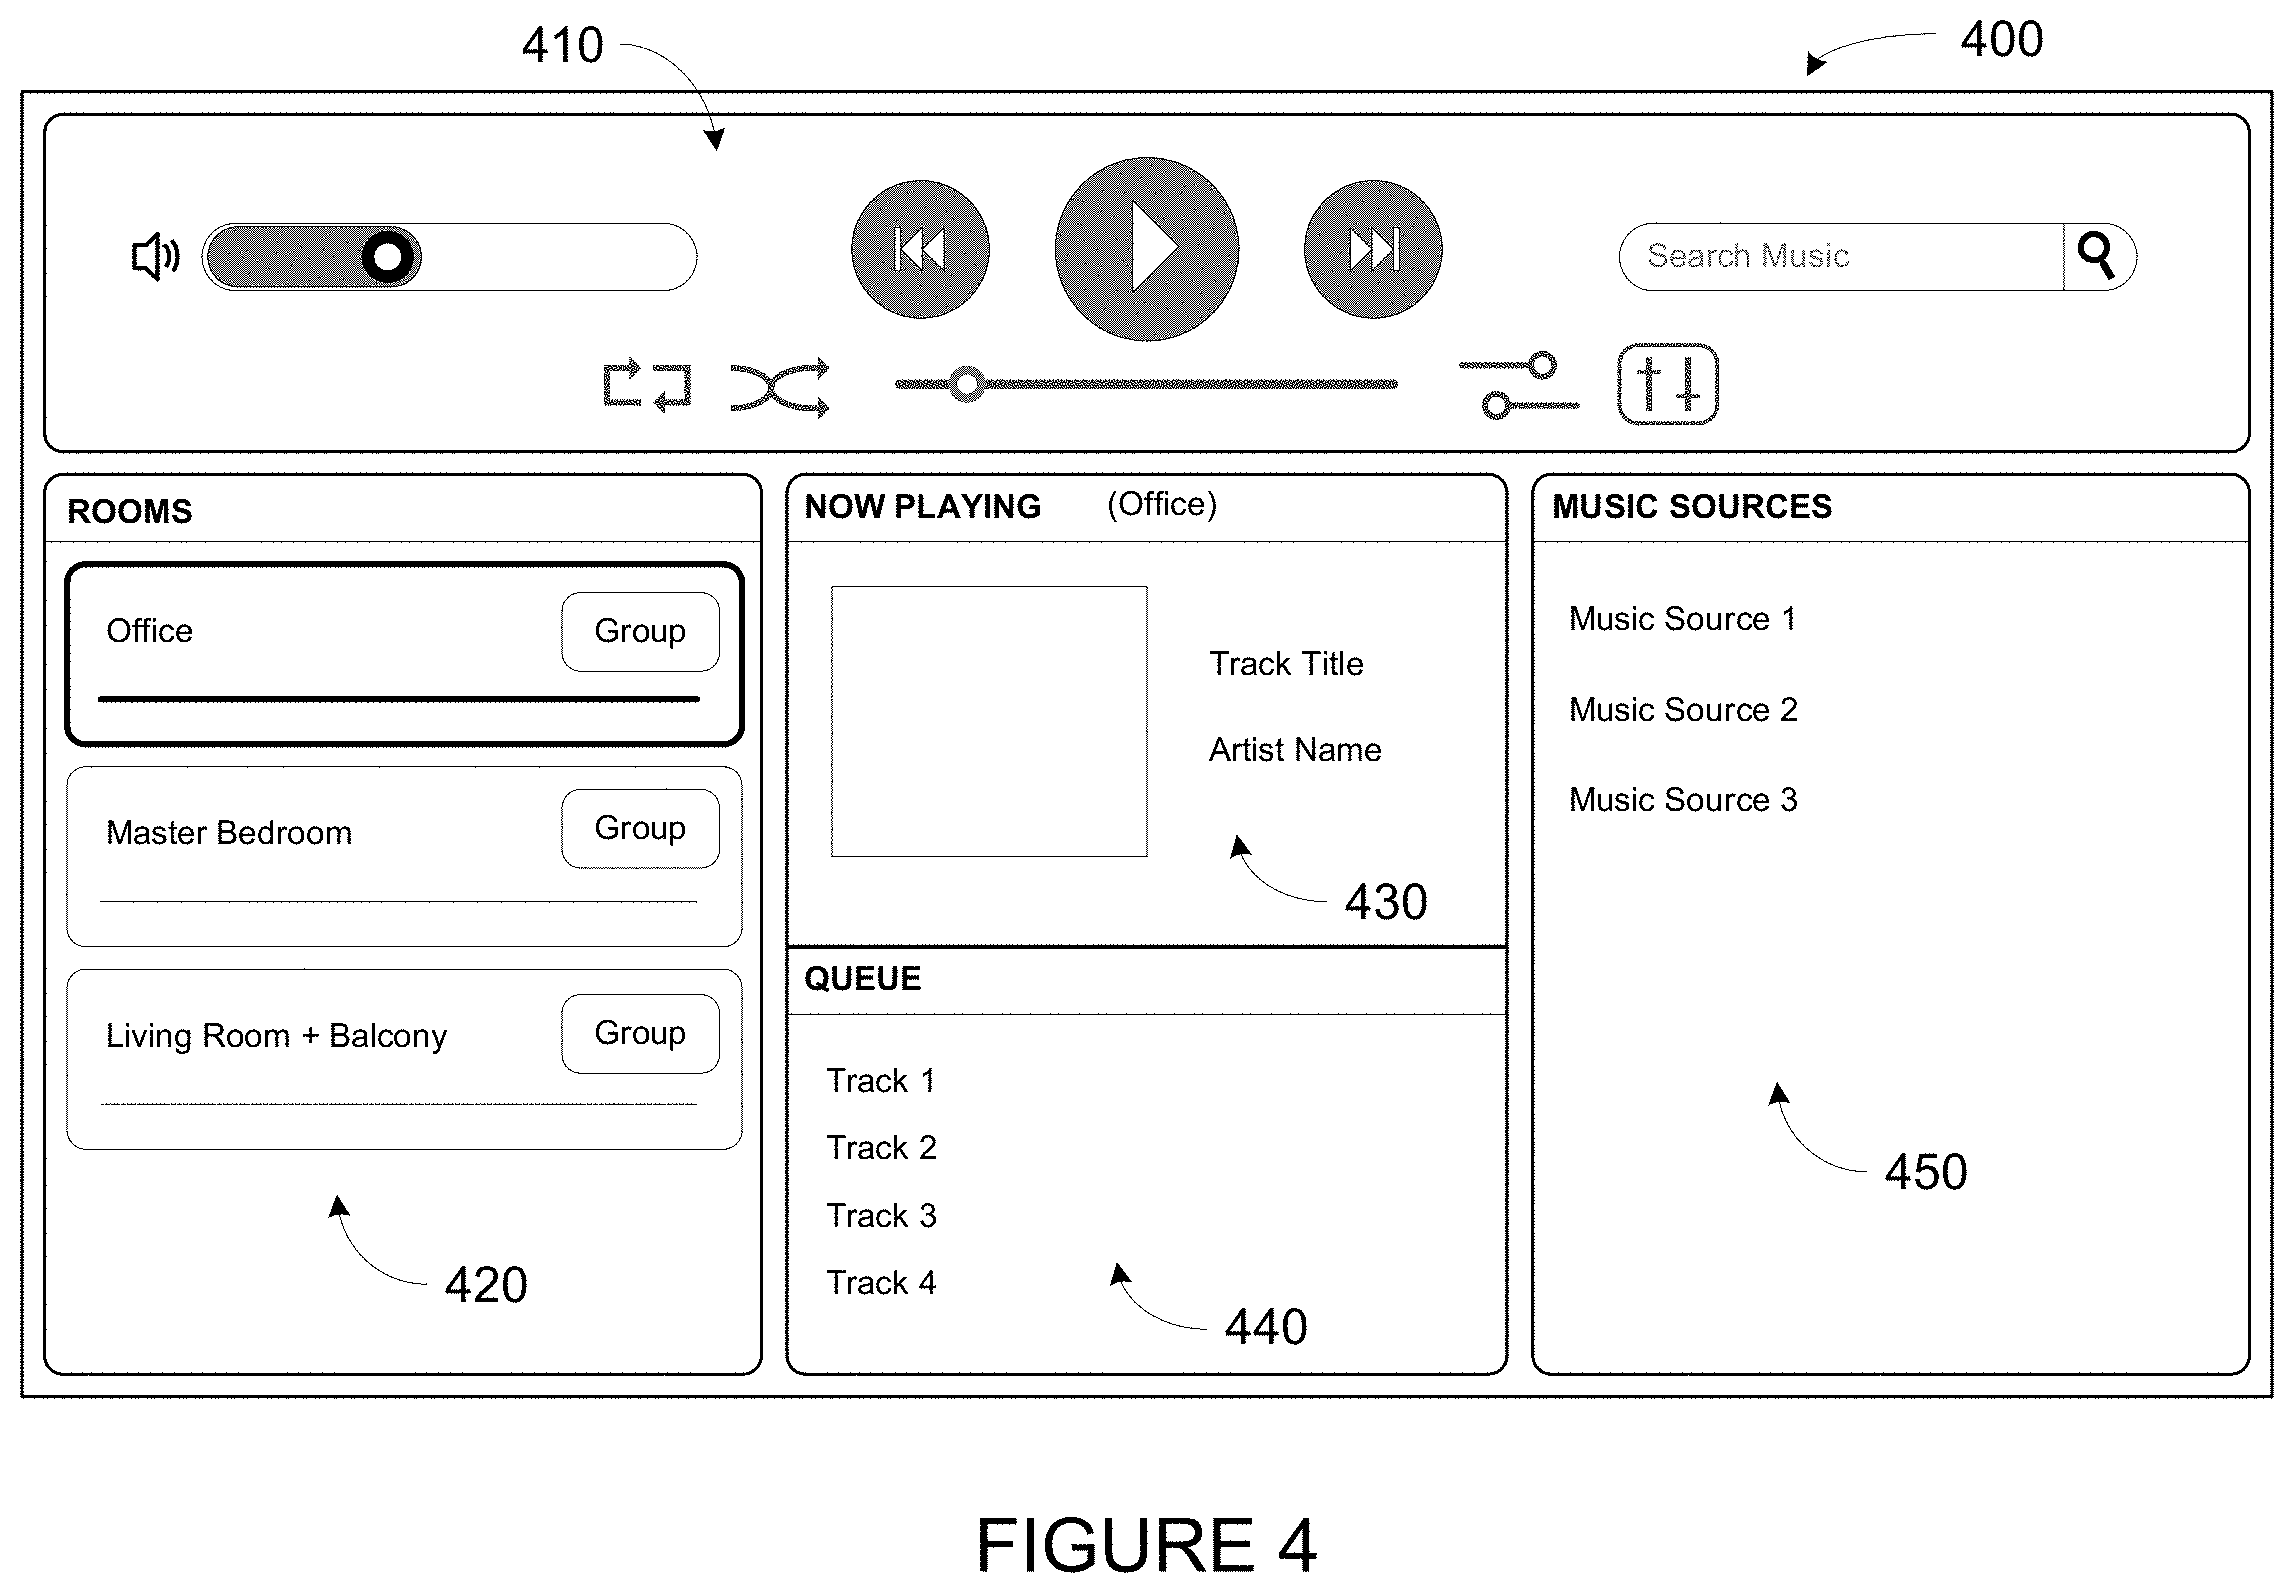 410
400
Search Music
ROOMS
Office
Group
Master Bedroom
Group
Living Room + Balcony
Group
420
NOW PLAYING (Office)
Track Title
Artist Name
430
QUEUE
Track 1
Track 2
Track 3
Track 4
440
MUSIC SOURCES
Music Source 1
Music Source 2
Music Source 3
450
FIGURE 4